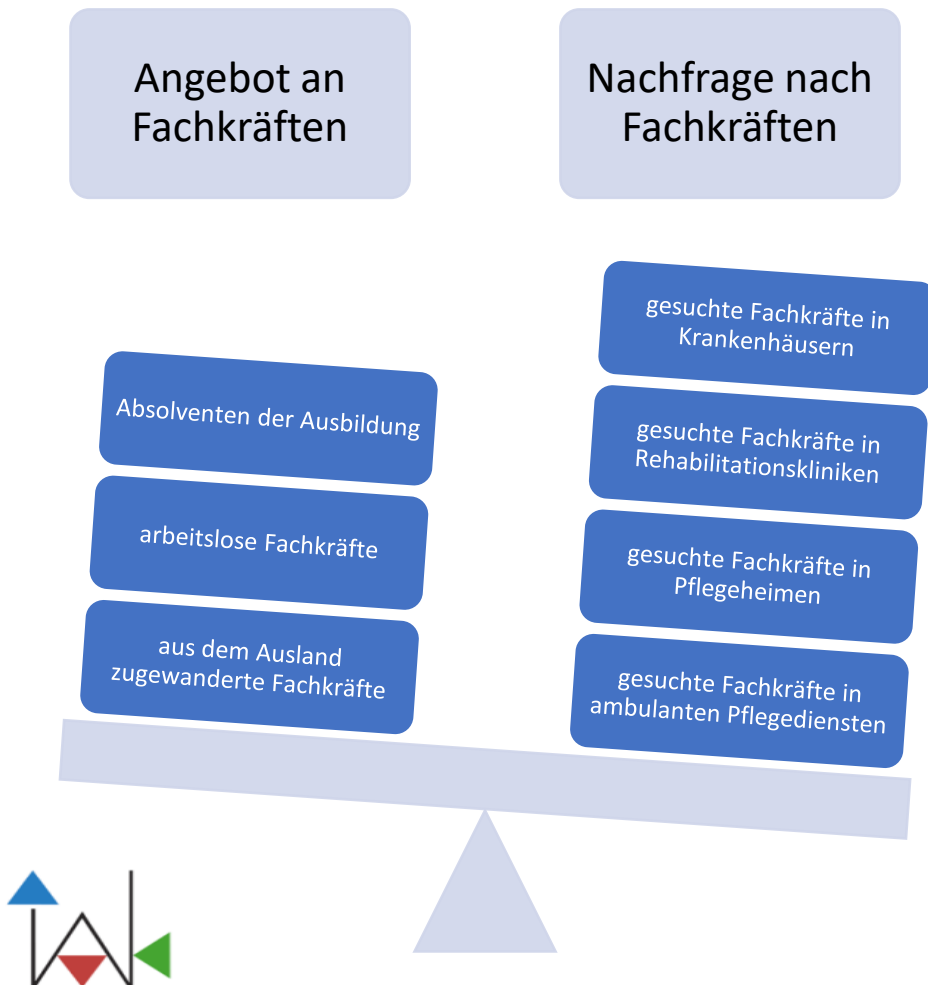 Angebot an
Fachkräften
Nachfrage nach
Fachkräften
Absolventen der Ausbildung
arbeitslose Fachkräfte
aus dem Ausland
zugewanderte Fachkräfte
gesuchte Fachkräfte in
Krankenhäusern
gesuchte Fachkräfte in
Rehabilitationskliniken
gesuchte Fachkräfte in
Pflegeheimen
gesuchte Fachkräfte in
ambulanten Pflegediensten